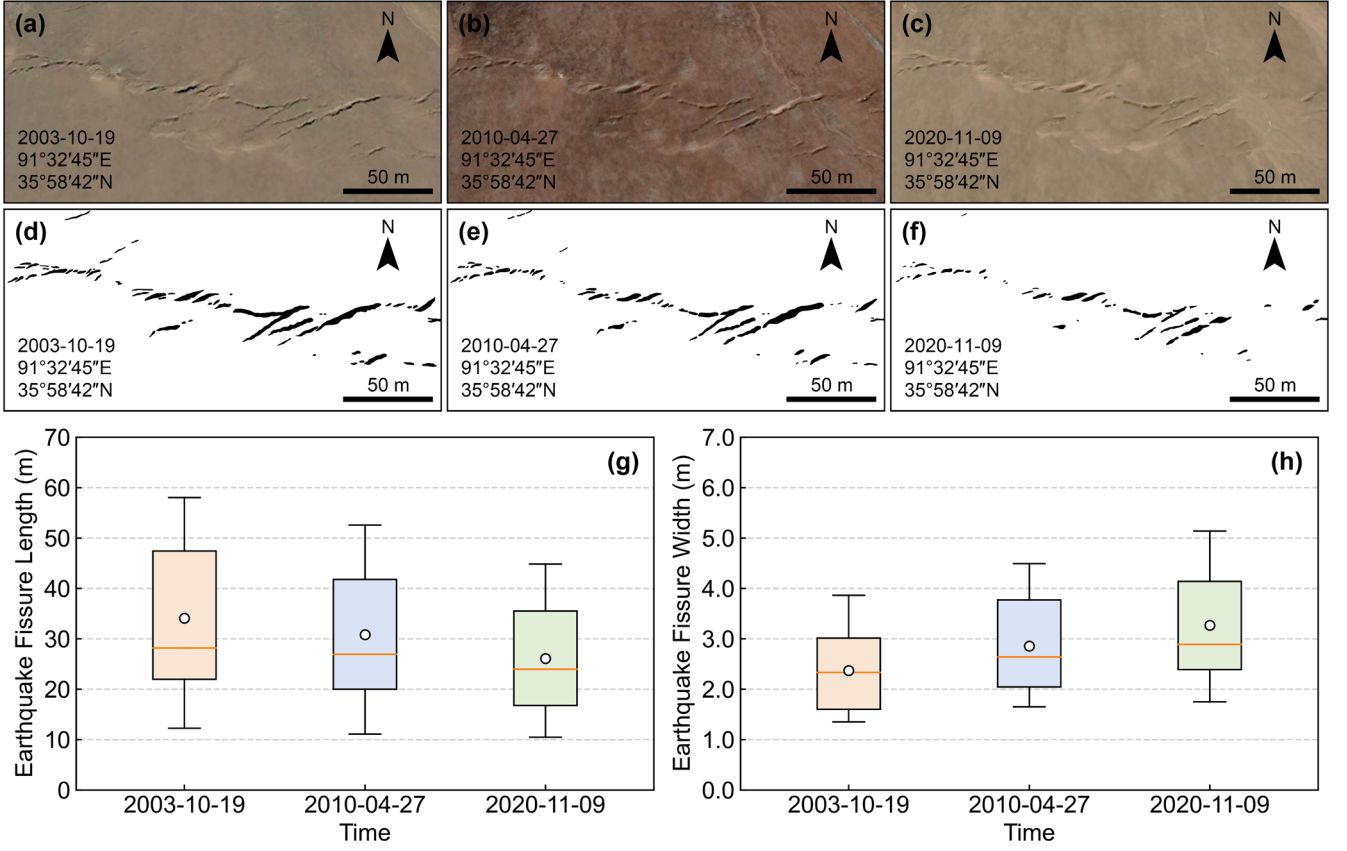 (a)
N
2003-10-19
91°32′45″E
35°58′42″N
50 m
(b)
N
2010-04-27
91°32′45″E
35°58′42″N
50 m
(c)
N
2020-11-09
91°32′45″E
35°58′42″N
50 m
(d)
N
2003-10-19
91°32′45″E
35°58′42″N
50 m
(e)
N
2010-04-27
91°32′45″E
35°58′42″N
50 m
(f)
N
2020-11-09
91°32′45″E
35°58′42″N
50 m
(g)
Earthquake Fissure Length (m)
70
60
50
40
30
20
10
0
2003-10-19 2010-04-27 2020-11-09
Time
(h)
Earthquake Fissure Width (m)
7.0
6.0
5.0
4.0
3.0
2.0
1.0
0.0
2003-10-19 2010-04-27 2020-11-09
Time